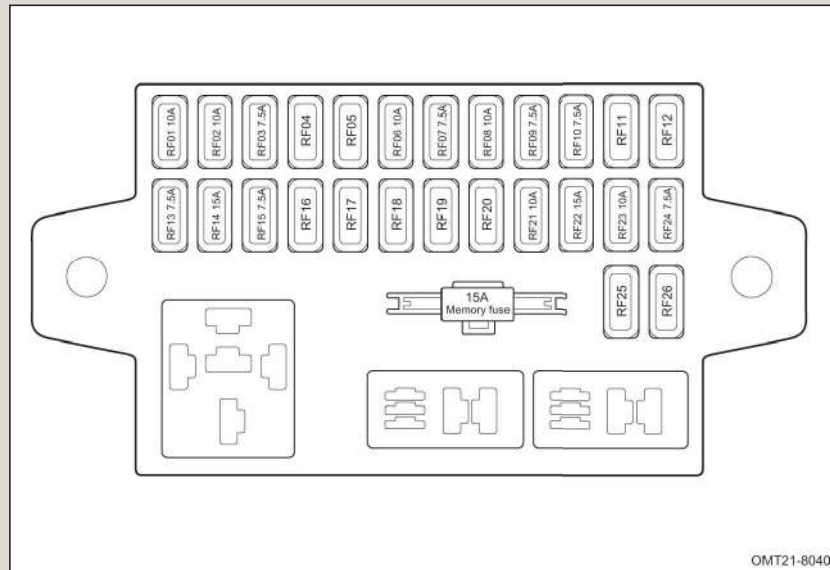 RF01 10A
RF02 10A
RF03 7.5A
RF04
RF05
RF06 10A
RF07 7.5A
RF08 10A
RF09 7.5A
RF10 7.5A
RF11
RF12
RF13 7.5A
RF14 15A
RF15 7.5A
RF16
RF17
RF18
RF19
RF20
RF21 10A
RF22 15A
RF23 10A
RF24 7.5A
15A
Memory fuse
RF25
RF26
OMT21-8040